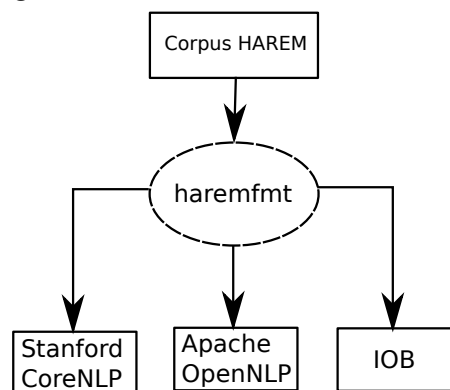 Corpus HAREM
haremfmt
Stanford
CoreNLP
Apache
OpenNLP
IOB